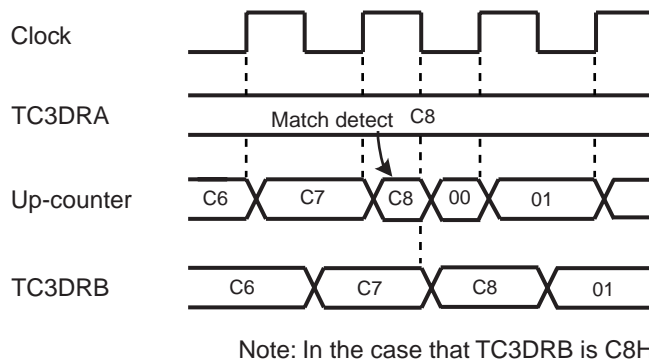 Clock
TC3DRA
Match detect C8
Up-counter C6 C7 C8 00 01
TC3DRB C6 C7 C8 01
Note: In the case that TC3DRB is C8H